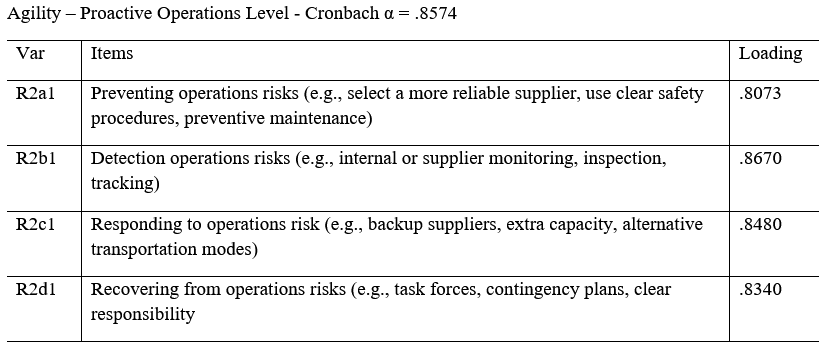 Agility – Proactive Operations Level - Cronbach α = .8574
Var Items Loading
R2a1 Preventing operations risks (e.g., select a more reliable supplier, use clear safety .8073
procedures, preventive maintenance)
R2b1 Detection operations risks (e.g., internal or supplier monitoring, inspection, .8670
tracking)
R2c1 Responding to operations risk (e.g., backup suppliers, extra capacity, alternative .8480
transportation modes)
R2d1 Recovering from operations risks (e.g., task forces, contingency plans, clear .8340
responsibility